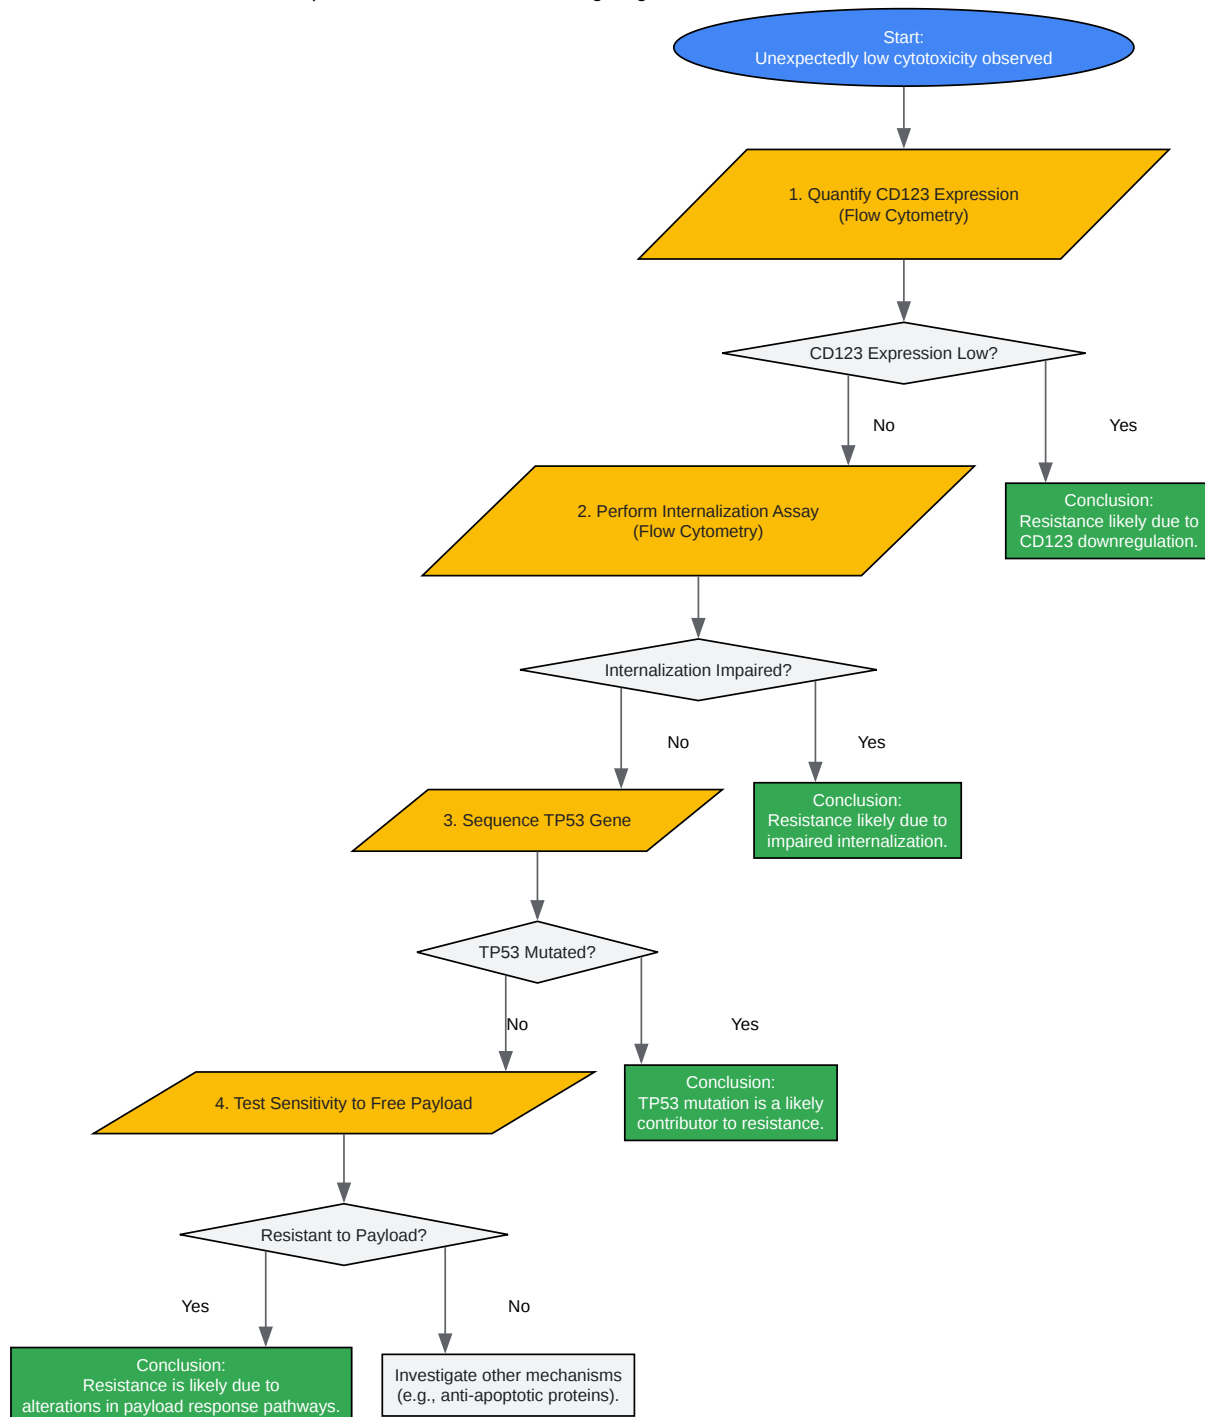 Start:
Unexpectedly low cytotoxicity observed
1. Quantify CD123 Expression
(Flow Cytometry)
CD123 Expression Low?
No
Yes
2. Perform Internalization Assay
(Flow Cytometry)
Conclusion:
Resistance likely due to
CD123 downregulation.
Internalization Impaired?
No
Yes
3. Sequence TP53 Gene
Conclusion:
Resistance likely due to
impaired internalization.
TP53 Mutated?
No
Yes
4. Test Sensitivity to Free Payload
Conclusion:
TP53 mutation is a likely
contributor to resistance.
Resistant to Payload?
Yes
No
Conclusion:
Resistance is likely due to
alterations in payload response pathways.
Investigate other mechanisms
(e.g., anti-apoptotic proteins).